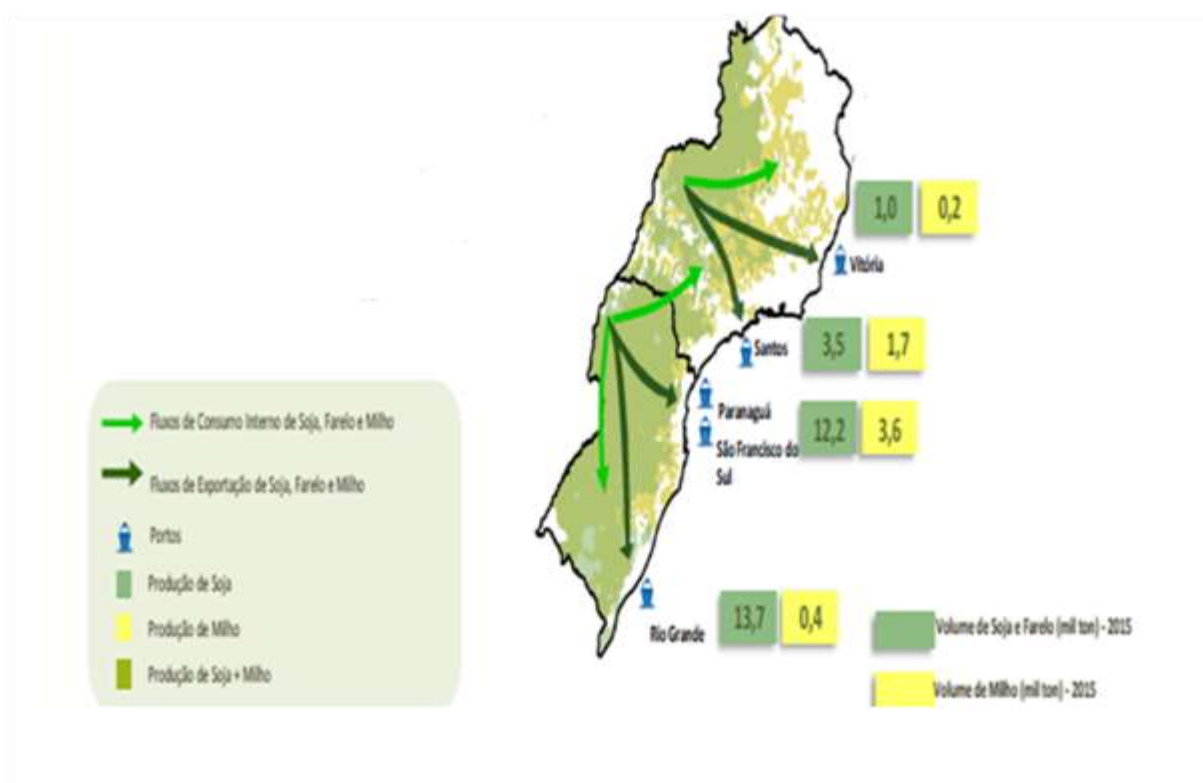 1,0
0,2
Vitória
Santos
3,5
1,7
Paranaguá
São Francisco do
Sul
12,2
3,6
Rio Grande
13,7
0,4
Fluxos de Consumo Interno de Soja, Farelo e Milho
Fluxos de Exportação de Soja, Farelo e Milho
Portos
Produção de Soja
Produção de Milho
Produção de Soja + Milho
Volume de Soja e Farelo (mil ton) - 2015
Volume de Milho (mil ton) - 2015